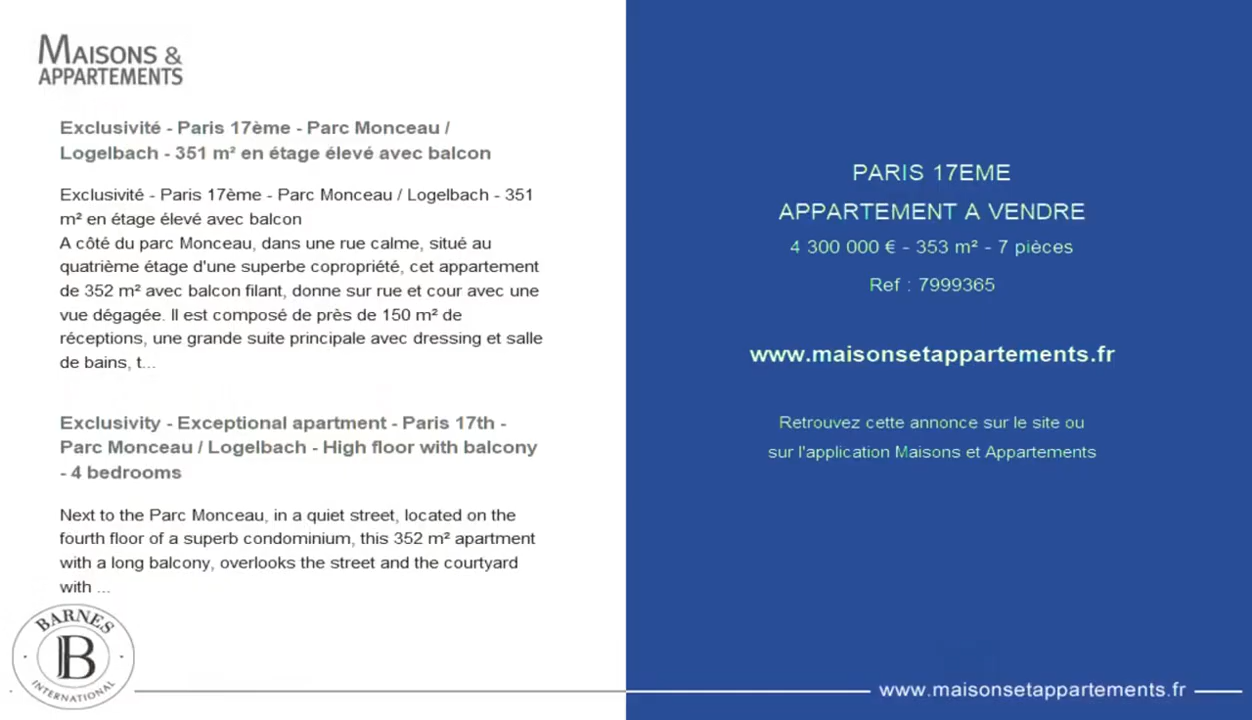 MAISONS &
APPARTEMENTS
Exclusivité - Paris 17ème - Parc Monceau /
Logelbach - 351 m² en étage élevé avec balcon
Exclusivité - Paris 17ème - Parc Monceau / Logelbach - 351
m² en étage élevé avec balcon
A côté du parc Monceau, dans une rue calme, situé au
quatrième étage d'une superbe copropriété, cet appartement
de 352 m² avec balcon filant, donne sur rue et cour avec une
vue dégagée. Il est composé de près de 150 m² de
réceptions, une grande suite principale avec dressing et salle
de bains, t...
Exclusivity - Exceptional apartment - Paris 17th -
Parc Monceau / Logelbach - High floor with balcony
- 4 bedrooms
Next to the Parc Monceau, in a quiet street, located on the
fourth floor of a superb condominium, this 352 m² apartment
with a long balcony, overlooks the street and the courtyard
with ...
BARNES
B
INTERNATIONAL
PARIS 17EME
APPARTEMENT A VENDRE
4 300 000 € - 353 m² - 7 pièces
Ref : 7999365
www.maisonsetappartements.fr
Retrouvez cette annonce sur le site ou
sur l'application Maisons et Appartements
www.maisonsetappartements.fr